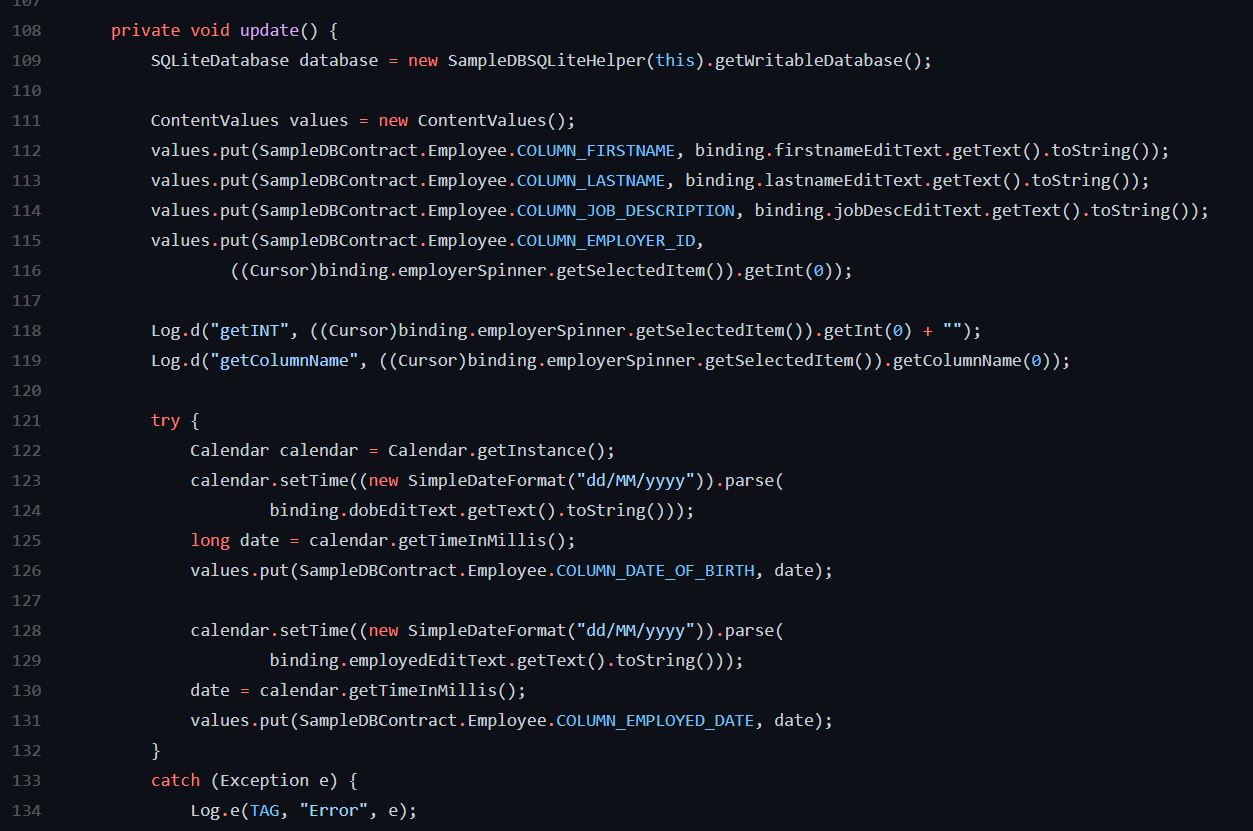 107
108 private void update() {
109 SQLiteDatabase database = new SampleDBSQLiteHelper(this).getWritableDatabase();
110
111 ContentValues values = new ContentValues();
112 values.put(SampleDBContract.Employee.COLUMN_FIRSTNAME, binding.firstnameEditText.getText().toString());
113 values.put(SampleDBContract.Employee.COLUMN_LASTNAME, binding.lastnameEditText.getText().toString());
114 values.put(SampleDBContract.Employee.COLUMN_JOB_DESCRIPTION, binding.jobDescEditText.getText().toString());
115 values.put(SampleDBContract.Employee.COLUMN_EMPLOYER_ID,
116 ((Cursor)binding.employerSpinner.getSelectedItem()).getInt(0));
117
118 Log.d("getINT", ((Cursor)binding.employerSpinner.getSelectedItem()).getInt(0) + "");
119 Log.d("getColumnName", ((Cursor)binding.employerSpinner.getSelectedItem()).getColumnName(0));
120
121 try {
122 Calendar calendar = Calendar.getInstance();
123 calendar.setTime((new SimpleDateFormat("dd/MM/yyyy")).parse(
124 binding.dobEditText.getText().toString()));
125 long date = calendar.getTimeInMillis();
126 values.put(SampleDBContract.Employee.COLUMN_DATE_OF_BIRTH, date);
127
128 calendar.setTime((new SimpleDateFormat("dd/MM/yyyy")).parse(
129 binding.employedEditText.getText().toString()));
130 date = calendar.getTimeInMillis();
131 values.put(SampleDBContract.Employee.COLUMN_EMPLOYED_DATE, date);
132 }
133 catch (Exception e) {
134 Log.e(TAG, "Error", e);